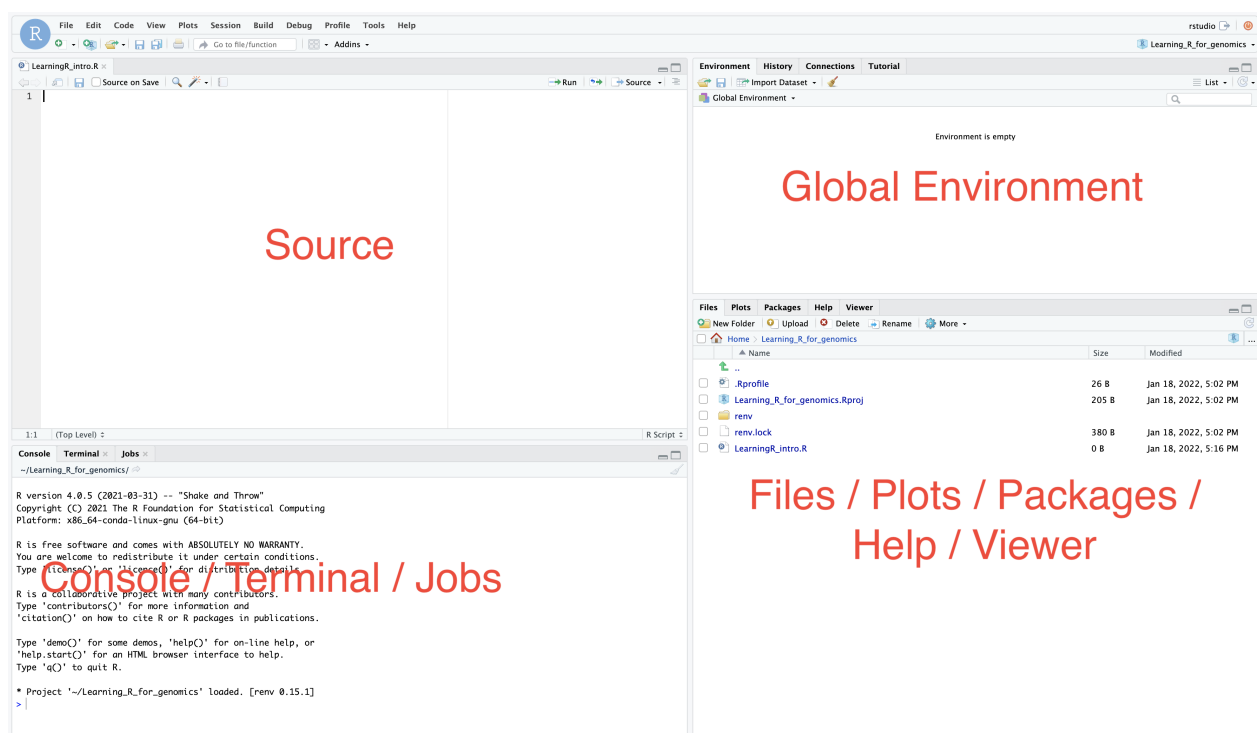 R
File Edit Code View Plots Session Build Debug Profile Tools Help
rstudio
Go to file/function
Addins
Learning_R_for_genomics
LearningR_intro.R
Source on Save
Run
Source
1
Source
1:1 (Top Level)
R Script
Console Terminal Jobs
~/Learning_R_for_genomics/
R version 4.0.5 (2021-03-31) -- "Shake and Throw"
Copyright (C) 2021 The R Foundation for Statistical Computing
Platform: x86_64-conda-linux-gnu (64-bit)
R is free software and comes with ABSOLUTELY NO WARRANTY.
You are welcome to redistribute it under certain conditions.
Type 'license()' or 'licence()' for distribution details.
Console / Terminal / Jobs
R is a collaborative project with many contributors.
Type 'contributors()' for more information and
'citation()' on how to cite R or R packages in publications.
Type 'demo()' for some demos, 'help()' for on-line help, or
'help.start()' for an HTML browser interface to help.
Type 'q()' to quit R.
* Project '~/Learning_R_for_genomics' loaded. [renv 0.15.1]
>
Environment History Connections Tutorial
Import Dataset
List
Global Environment
Environment is empty
Global Environment
Files Plots Packages Help Viewer
New Folder Upload Delete Rename More
Home Learning_R_for_genomics
...
Name Size Modified
..
.Rprofile 26 B Jan 18, 2022, 5:02 PM
Learning_R_for_genomics.Rproj 205 B Jan 18, 2022, 5:02 PM
renv
renv.lock 380 B Jan 18, 2022, 5:02 PM
LearningR_intro.R 0 B Jan 18, 2022, 5:16 PM
Files / Plots / Packages /
Help / Viewer